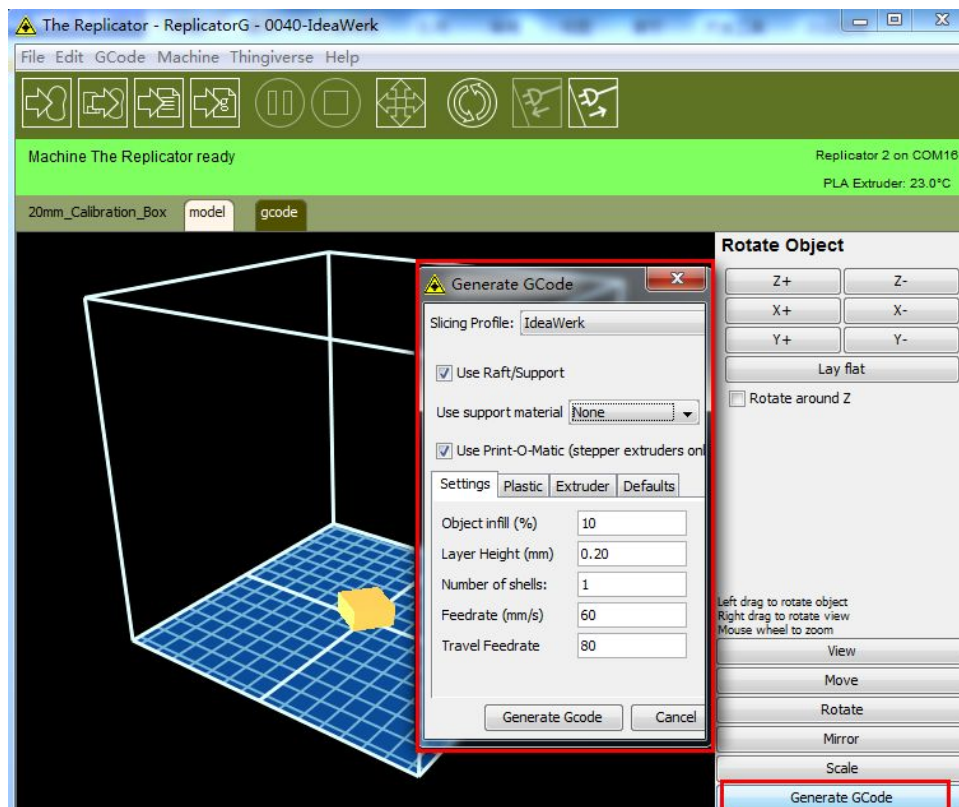 The Replicator - ReplicatorG - 0040-IdeaWerk
File Edit GCode Machine Thingiverse Help
Machine The Replicator ready
Replicator 2 on COM16
PLA Extruder: 23.0°C
20mm_Calibration_Box model gcode
Generate GCode
Slicing Profile: IdeaWerk
Use Raft/Support
Use support material None
Use Print-O-Matic (stepper extruders onl
Settings Plastic Extruder Defaults
Object infill (%) 10
Layer Height (mm) 0.20
Number of shells: 1
Feedrate (mm/s) 60
Travel Feedrate 80
Generate Gcode Cancel
Rotate Object
Z+ Z-
X+ X-
Y+ Y-
Lay flat
Rotate around Z
Left drag to rotate object
Right drag to rotate view
Mouse wheel to zoom
View
Move
Rotate
Mirror
Scale
Generate GCode